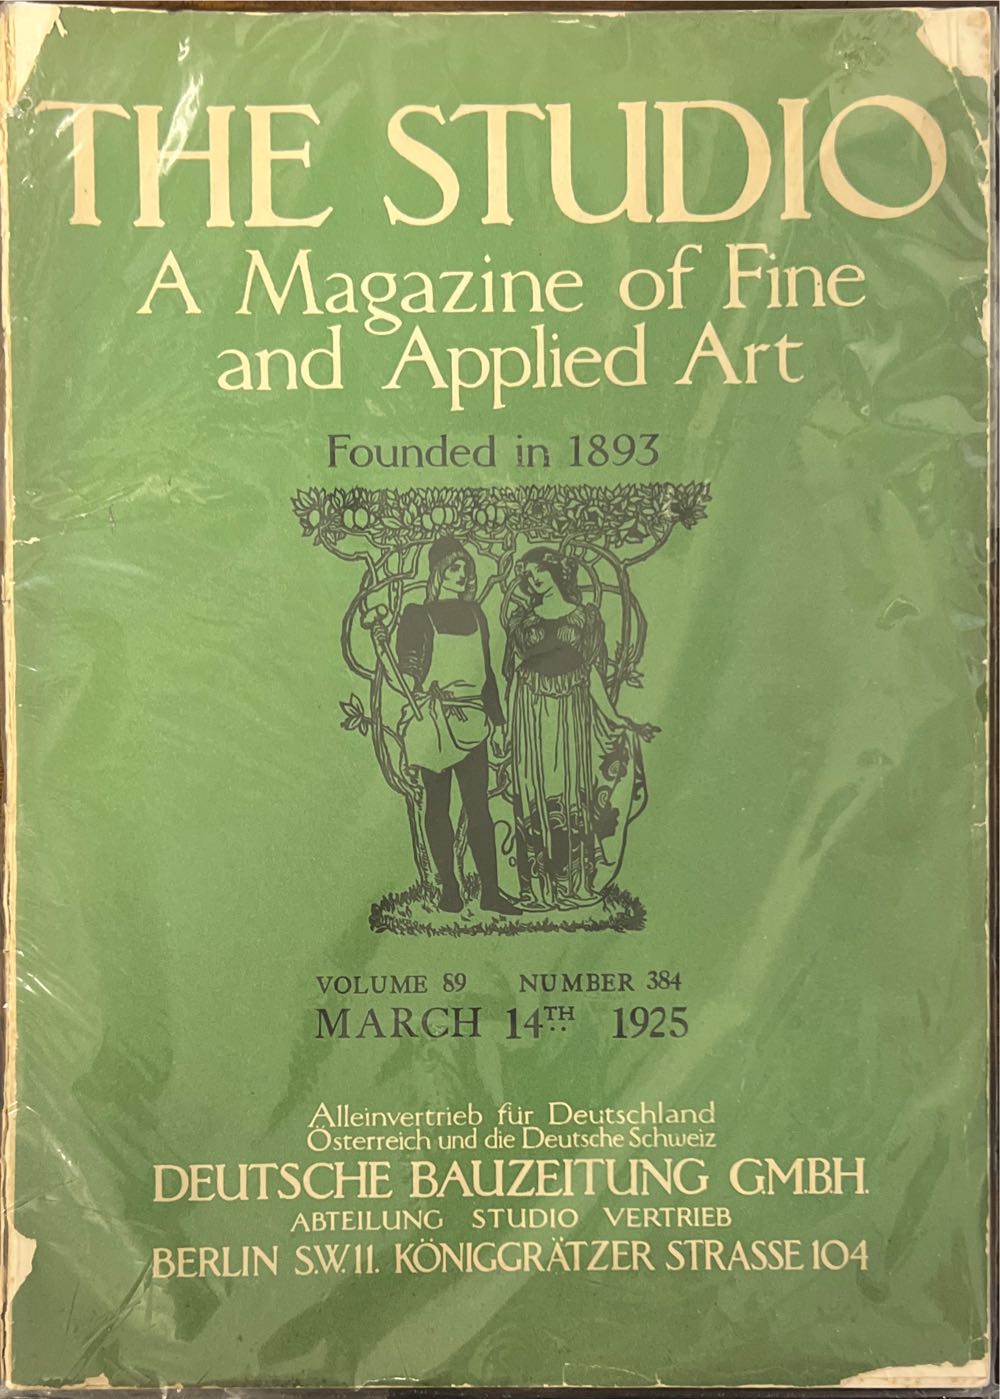 THE STUDIO
A Magazine of Fine
and Applied Art
Founded in 1893
VOLUME 89 NUMBER 384
MARCH 14TH 1925
Alleinvertrieb für Deutschland
Österreich und die Deutsche Schweiz
DEUTSCHE BAUZEITUNG G.M.B.H.
ABTEILUNG STUDIO VERTRIEB
BERLIN S.W.11. KÖNIGGRÄTZER STRASSE 104